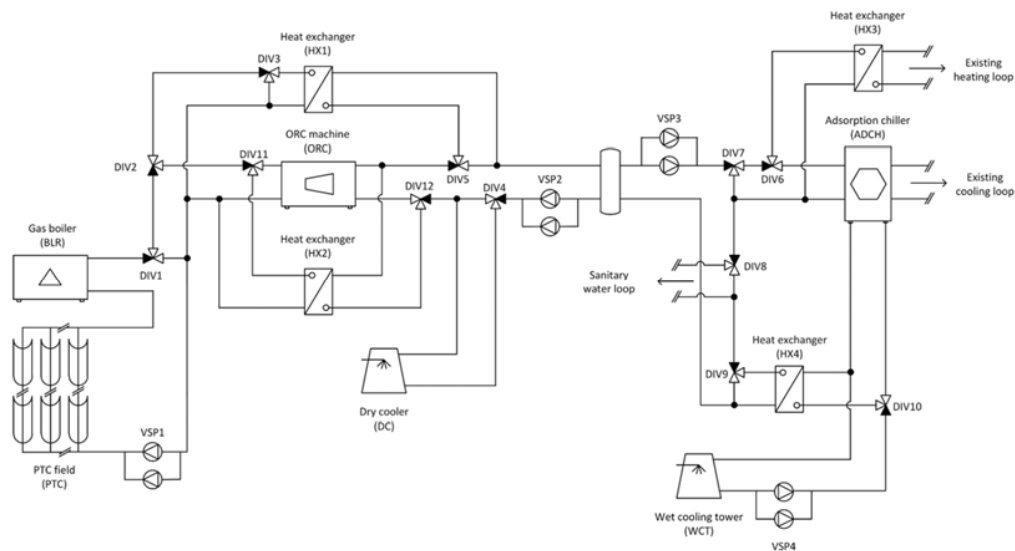 Heat exchanger
(HX3)
Heat exchanger
(HX1)
DIV3
Existing
heating loop
ORC machine
(ORC)
VSP3
Adsorption chiller
(ADCH)
DIV2
DIV11
DIV5
DIV7
DIV6
DIV12
DIV4
VSP2
Existing
cooling loop
Gas boiler
(BLR)
DIV1
Heat exchanger
(HX2)
Sanitary
water loop
DIV8
Heat exchanger
(HX4)
DIV9
DIV10
Dry cooler
(DC)
VSP1
PTC field
(PTC)
Wet cooling tower
(WCT)
VSP4